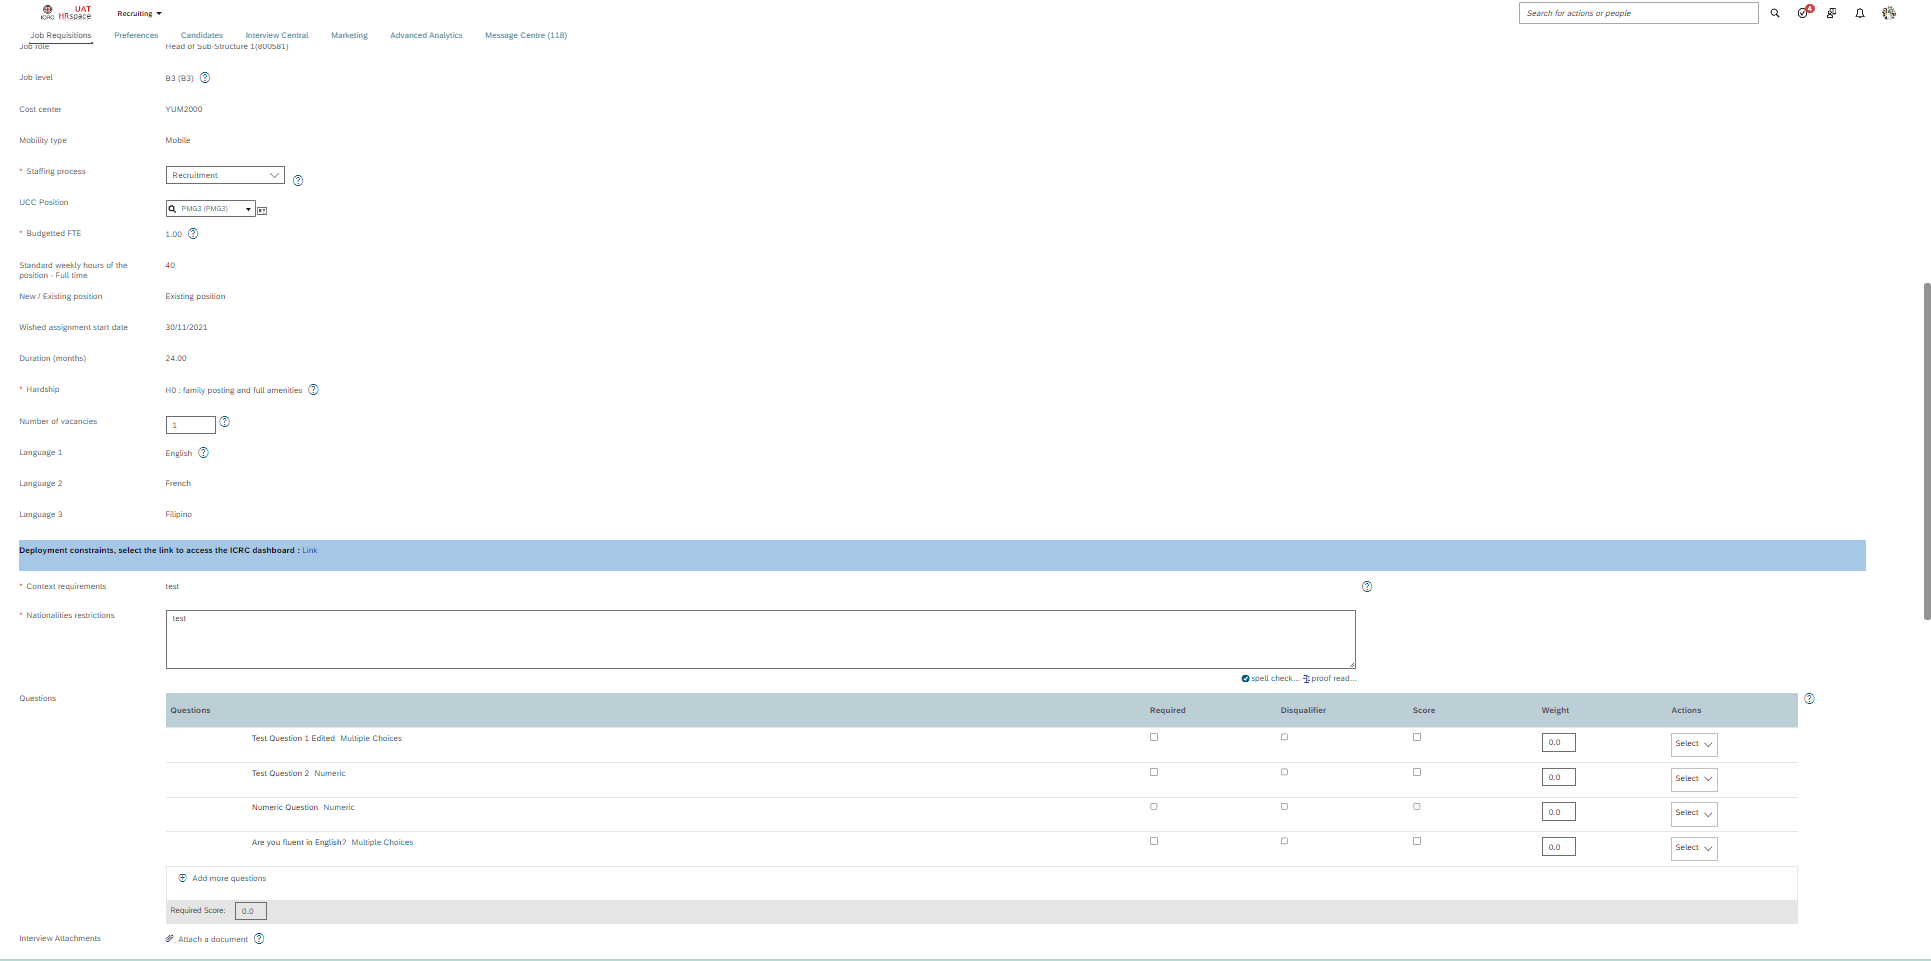 ICRC
UAT
HRspace
Recruiting
Search for actions or people
4
Job Requisitions Preferences Candidates Interview Central Marketing Advanced Analytics Message Centre (118)
Job role Head of Sub-Structure 1(800581)
Job level B3 (B3)
Cost center YUM2000
Mobility type Mobile
* Staffing process Recruitment
UCC Position PMG3 (PMG3)
* Budgetted FTE 1.00
Standard weekly hours of the position - Full time 40
New / Existing position Existing position
Wished assignment start date 30/11/2021
Duration (months) 24.00
* Hardship H0 : family posting and full amenities
Number of vacancies 1
Language 1 English
Language 2 French
Language 3 Filipino
Deployment constraints, select the link to access the ICRC dashboard : Link
* Context requirements test
* Nationalities restrictions test
spell check... proof read...
Questions
Questions Required Disqualifier Score Weight Actions
Test Question 1 Edited Multiple Choices 0.0 Select
Test Question 2 Numeric 0.0 Select
Numeric Question Numeric 0.0 Select
Are you fluent in English? Multiple Choices 0.0 Select
Add more questions
Required Score: 0.0
Interview Attachments Attach a document